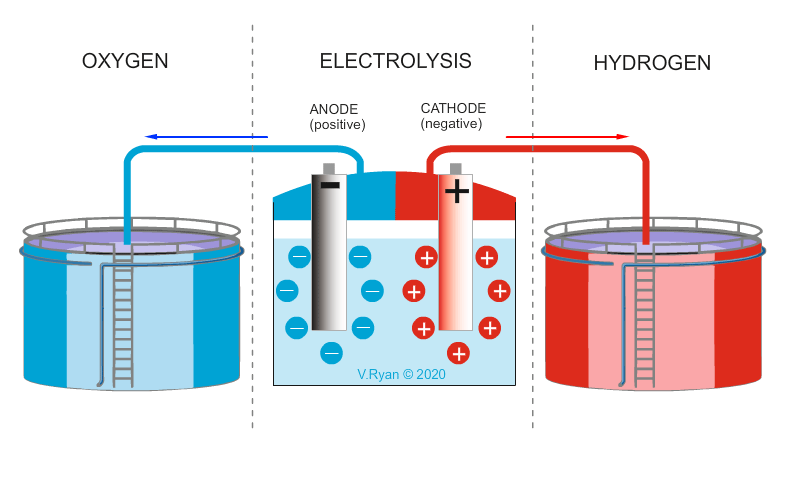 OXYGEN
ELECTROLYSIS
HYDROGEN
ANODE
(positive)
CATHODE
(negative)
V.Ryan © 2020